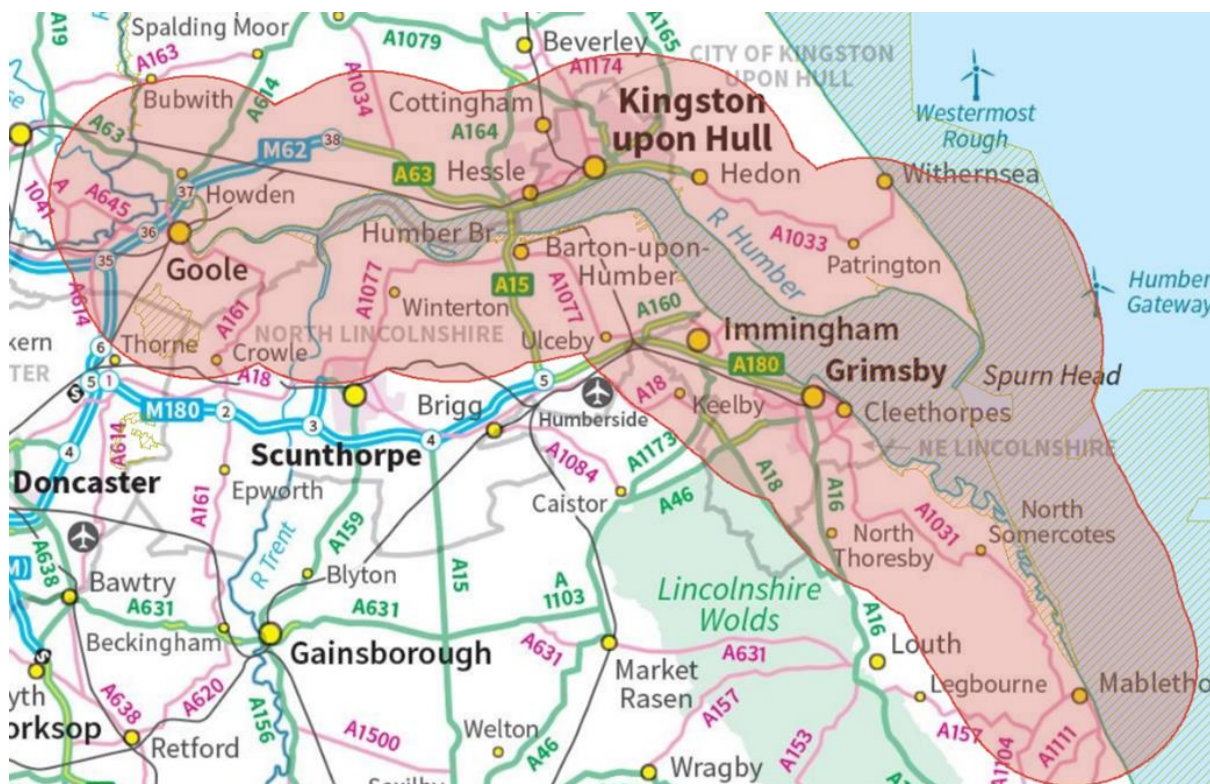 A19
Spalding Moor
A1079
Beverley
A165
CITY OF KINGSTON
UPON HULL
A163
A1174
Westermost
Rough
Bubwith
A614
A1034
Cottingham
Kingston
upon Hull
A63
A164
M62
38
Hessle
Hedon
Withernsea
A
1041
A645
37
Howden
A63
R Humber
A1033
36
Humber Br.
Barton-upon-
Humber
Patrington
35
Goole
A1077
A15
A1077
A160
Humber
Gateway
A614
A161
Winterton
NORTH LINCOLNSHIRE
Ulceby
Immingham
A180
6
Thorne
Crowle
Grimsby
Spurn Head
TER
5
1
A18
5
A18
Keelby
Cleethorpes
S
M180
2
3
4
Brigg
Humberside
NE LINCOLNSHIRE
4
A614
Scunthorpe
A1084
A1173
A18
A16
Doncaster
A161
Epworth
A159
Caistor
A46
A1031
North
Somercotes
North
Thoresby
R Trent
A638
Bawtry
Blyton
A15
A
1103
Lincolnshire
Wolds
A631
A631
A16
Beckingham
Gainsborough
A631
A631
Louth
S
Market
Rasen
Legbourne
Mabletho
A638
A620
A156
A157
A157
Retford
A1500
Welton
A46
A153
A1104
A1111
Wragby